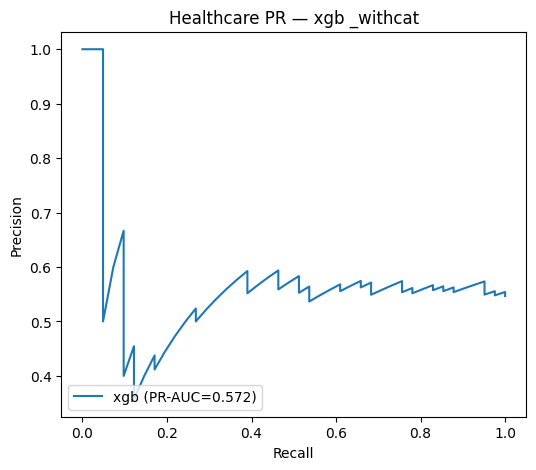 Healthcare PR — xgb _withcat
1.0
0.9
0.8
0.7
0.6
0.5
0.4
Precision
xgb (PR-AUC=0.572)
0.0 0.2 0.4 0.6 0.8 1.0
Recall